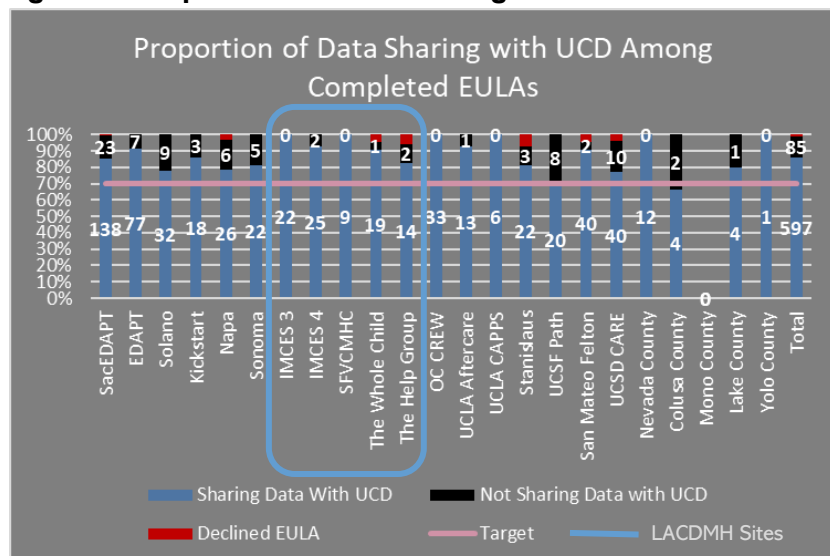 Proportion of Data Sharing with UCD Among
Completed EULAs
100%
90%
80%
70%
60%
50%
40%
30%
20%
10%
0%
23 7 9 3 6 5 0 2 0 1 2 0 1 0 3 8 2 10 0 2 1 0 85
138 77 32 18 26 22 22 25 9 19 14 33 13 6 22 20 40 40 12 4 0 4 1 597
SacEDAPT
EDAPT
Solano
Kickstart
Napa
Sonoma
IMCES 3
IMCES 4
SFVCMHC
The Whole Child
The Help Group
OC CREW
UCLA Aftercare
UCLA CAPPS
Stanislaus
UCSF Path
San Mateo Felton
UCSD CARE
Nevada County
Colusa County
Mono County
Lake County
Yolo County
Total
Sharing Data With UCD
Not Sharing Data with UCD
Declined EULA
Target
LACDMH Sites